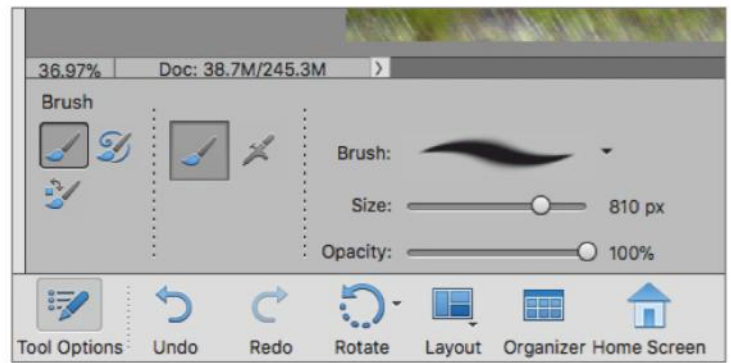 36.97% Doc: 38.7M/245.3M >
Brush
Brush:
Size: 810 px
Opacity: 100%
Tool Options Undo Redo Rotate Layout Organizer Home Screen